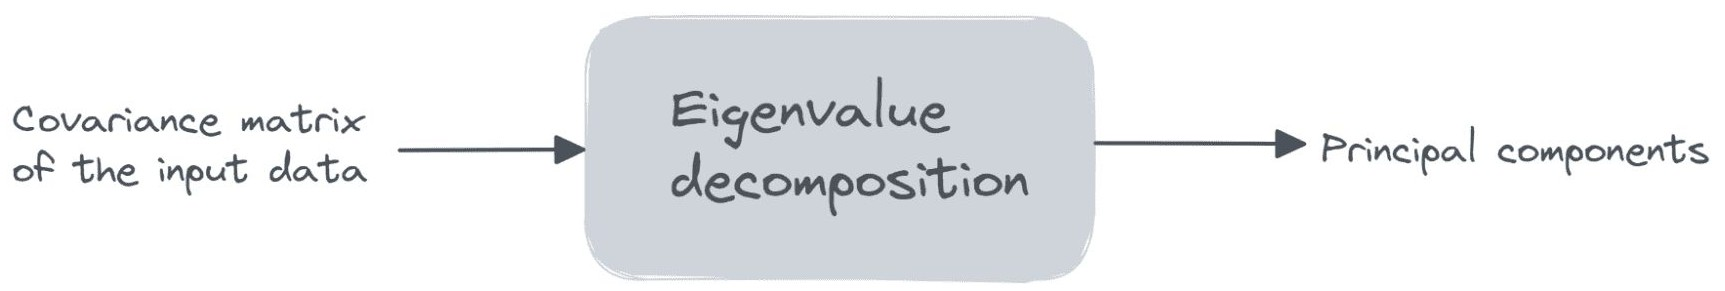 Covariance matrix
of the input data
Eigenvalue
decomposition
Principal components